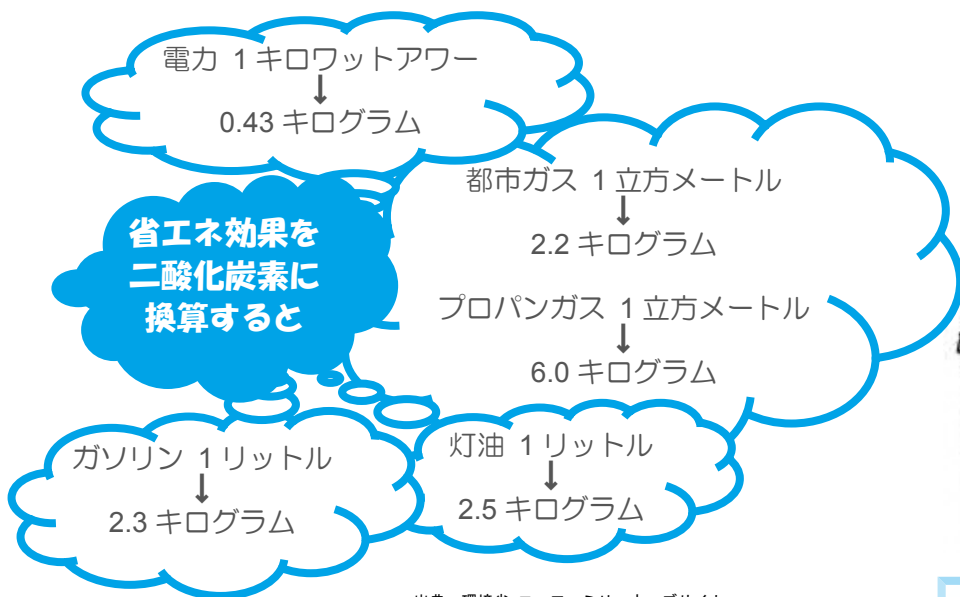 電力 1 キロワットアワー
↓
0.43 キログラム
都市ガス 1 立方メートル
↓
2.2 キログラム
プロパンガス 1 立方メートル
↓
6.0 キログラム
省エネ効果を
二酸化炭素に
換算すると
ガソリン 1 リットル
↓
2.3 キログラム
灯油 1 リットル
↓
2.5 キログラム